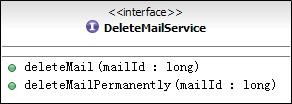 <<interface>>
DeleteMailService
deleteMail(mailId : long)
deleteMailPermanently(mailId : long)